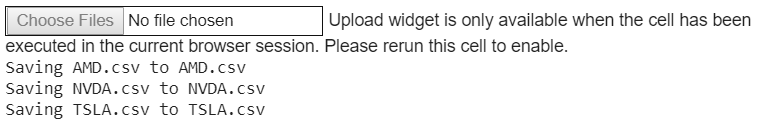 Choose Files No file chosen Upload widget is only available when the cell has been
executed in the current browser session. Please rerun this cell to enable.
Saving AMD.csv to AMD.csv
Saving NVDA.csv to NVDA.csv
Saving TSLA.csv to TSLA.csv